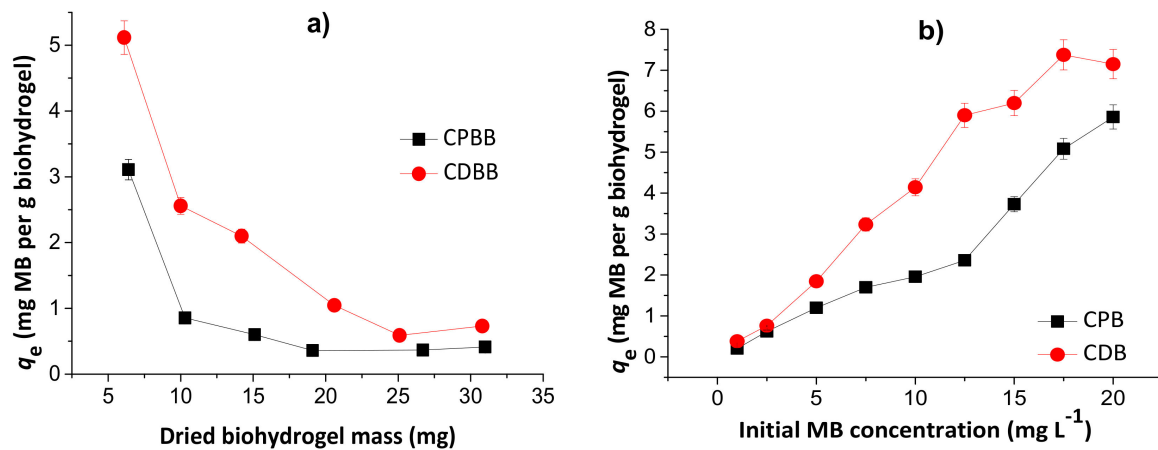 a)
qe (mg MB per g biohydrogel)
5
4
3
2
1
0
CPBB
CDBB
5 10 15 20 25 30 35
Dried biohydrogel mass (mg)
b)
qe (mg MB per g biohydrogel)
8
7
6
5
4
3
2
1
0
CPB
CDB
0 5 10 15 20
Initial MB concentration (mg L-1)